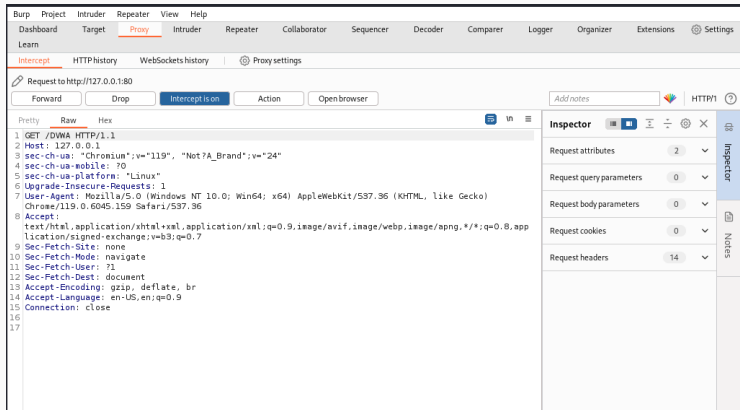 Burp Project Intruder Repeater View Help
Dashboard Target Proxy Intruder Repeater Collaborator Sequencer Decoder Comparer Logger Organizer Extensions Settings
Learn
Intercept HTTP history WebSockets history Proxy settings
Request to http://127.0.0.1:80
Forward Drop Intercept is on Action Open browser Add notes HTTP/1
Pretty Raw Hex \n
Inspector
1 GET /DVWA HTTP/1.1
2 Host: 127.0.0.1
3 sec-ch-ua: "Chromium";v="119", "Not?A_Brand";v="24"
4 sec-ch-ua-mobile: ?0
5 sec-ch-ua-platform: "Linux"
6 Upgrade-Insecure-Requests: 1
7 User-Agent: Mozilla/5.0 (Windows NT 10.0; Win64; x64) AppleWebKit/537.36 (KHTML, like Gecko)
Chrome/119.0.6045.159 Safari/537.36
8 Accept:
text/html,application/xhtml+xml,application/xml;q=0.9,image/avif,image/webp,image/apng,*/*;q=0.8,app
lication/signed-exchange;v=b3;q=0.7
9 Sec-Fetch-Site: none
10 Sec-Fetch-Mode: navigate
11 Sec-Fetch-User: ?1
12 Sec-Fetch-Dest: document
13 Accept-Encoding: gzip, deflate, br
14 Accept-Language: en-US,en;q=0.9
15 Connection: close
16
17
Request attributes 2
Request query parameters 0
Request body parameters 0
Request cookies 0
Request headers 14
Inspector
Notes